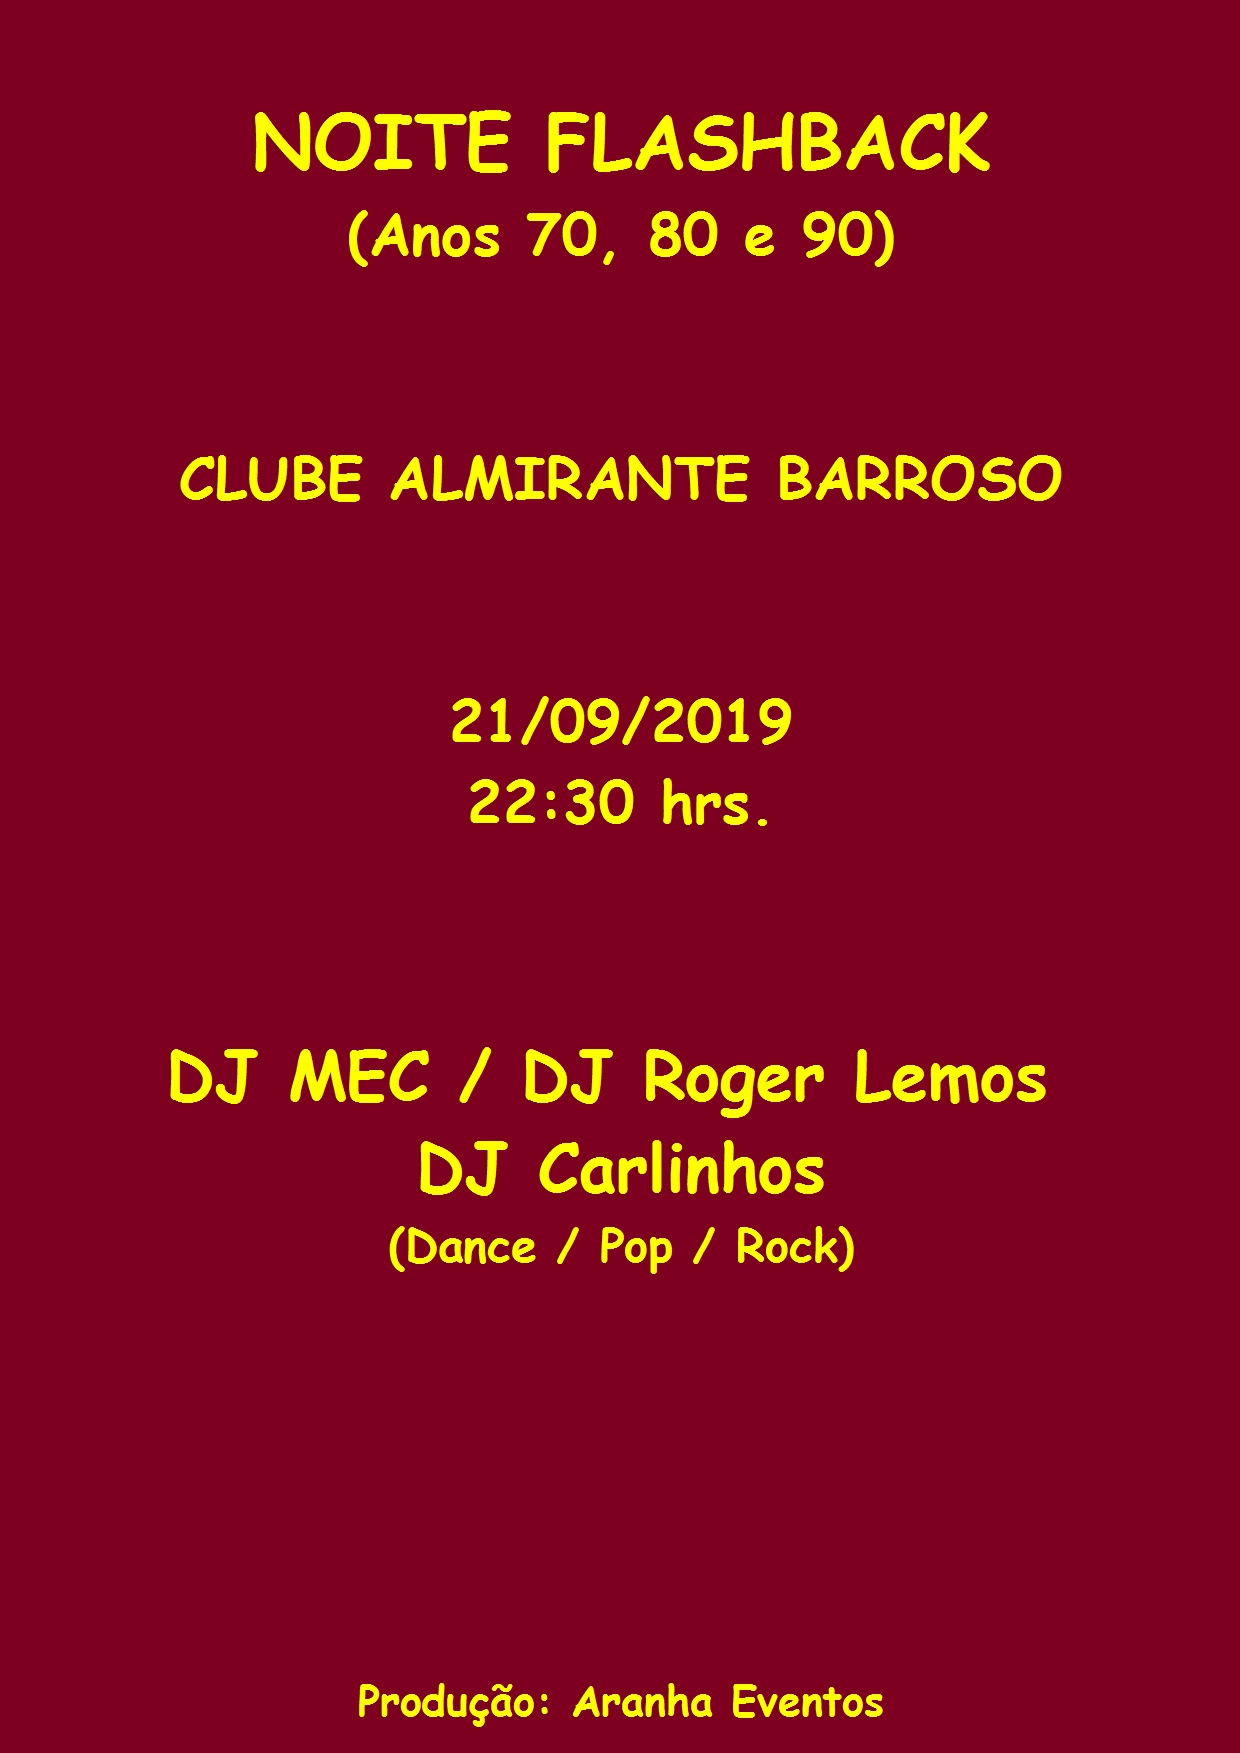 NOITE FLASHBACK
(Anos 70, 80 e 90)
CLUBE ALMIRANTE BARROSO
21/09/2019
22:30 hrs.
DJ MEC / DJ Roger Lemos
DJ Carlinhos
(Dance / Pop / Rock)
Produção: Aranha Eventos